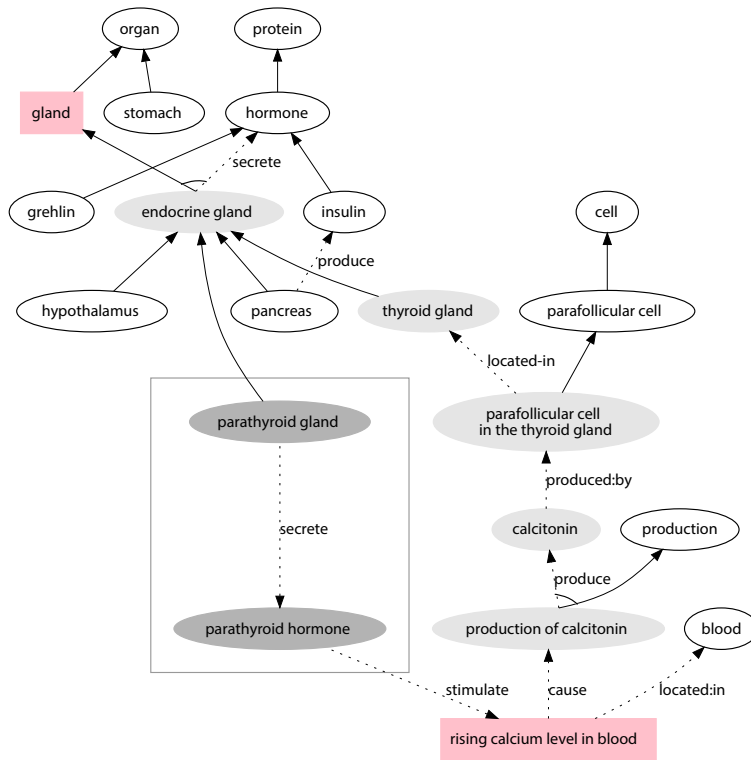 organ
protein
gland
stomach
hormone
secrete
grehlin
endocrine gland
insulin
cell
produce
hypothalamus
pancreas
thyroid gland
parafollicular cell
located-in
parathyroid gland
parafollicular cell
in the thyroid gland
produced:by
secrete
calcitonin
production
produce
parathyroid hormone
production of calcitonin
blood
stimulate
cause
located:in
rising calcium level in blood